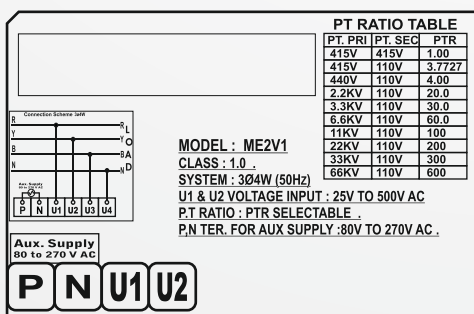 PT RATIO TABLE
PT. PRI PT. SEC PTR
415V 415V 1.00
415V 110V 3.7727
440V 110V 4.00
2.2KV 110V 20.0
3.3KV 110V 30.0
6.6KV 110V 60.0
11KV 110V 100
22KV 110V 200
33KV 110V 300
66KV 110V 600
Connection Scheme 3ø4W
R R L
Y Y O
B B A
N N D
Aux. Supply
80 to 270 V AC
P N U1 U2 U3 U4
MODEL : ME2V1
CLASS : 1.0 .
SYSTEM : 3Ø4W (50Hz)
U1 & U2 VOLTAGE INPUT : 25V TO 500V AC
P.T RATIO : PTR SELECTABLE .
P,N TER. FOR AUX SUPPLY :80V TO 270V AC .
Aux. Supply
80 to 270 V AC
P N U1 U2